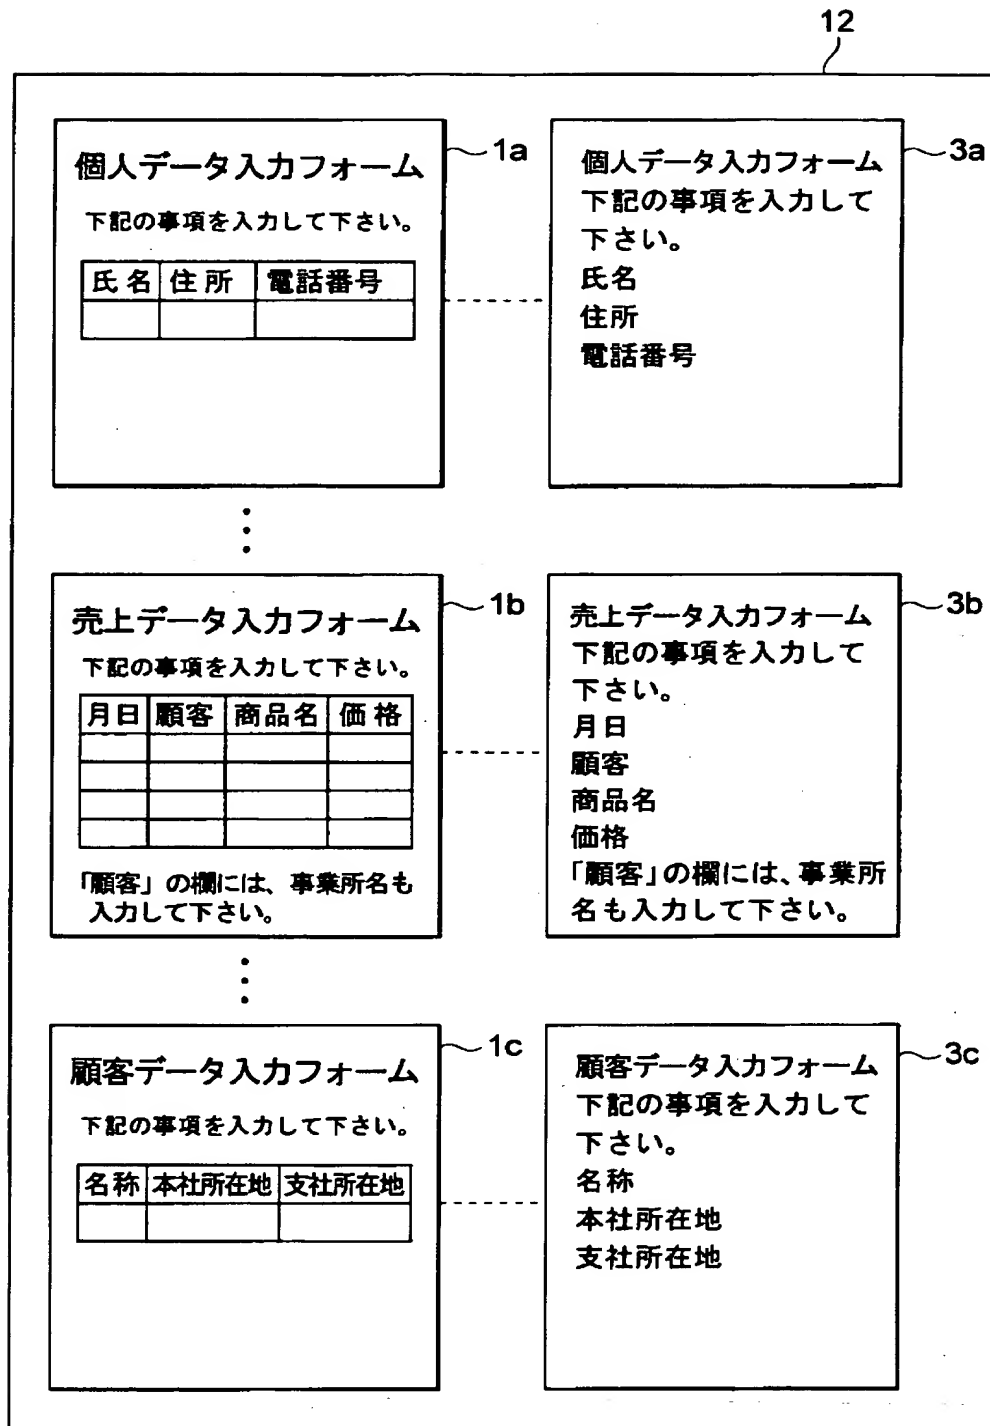 12
1a
個人データ入力フォーム
下記の事項を入力して下さい。
氏名 住所 電話番号
3a
個人データ入力フォーム
下記の事項を入力して
下さい。
氏名
住所
電話番号
1b
売上データ入力フォーム
下記の事項を入力して下さい。
月日 顧客 商品名 価格
「顧客」の欄には、事業所名も
入力して下さい。
3b
売上データ入力フォーム
下記の事項を入力して
下さい。
月日
顧客
商品名
価格
「顧客」の欄には、事業所
名も入力して下さい。
1c
顧客データ入力フォーム
下記の事項を入力して下さい。
名称 本社所在地 支社所在地
3c
顧客データ入力フォーム
下記の事項を入力して
下さい。
名称
本社所在地
支社所在地